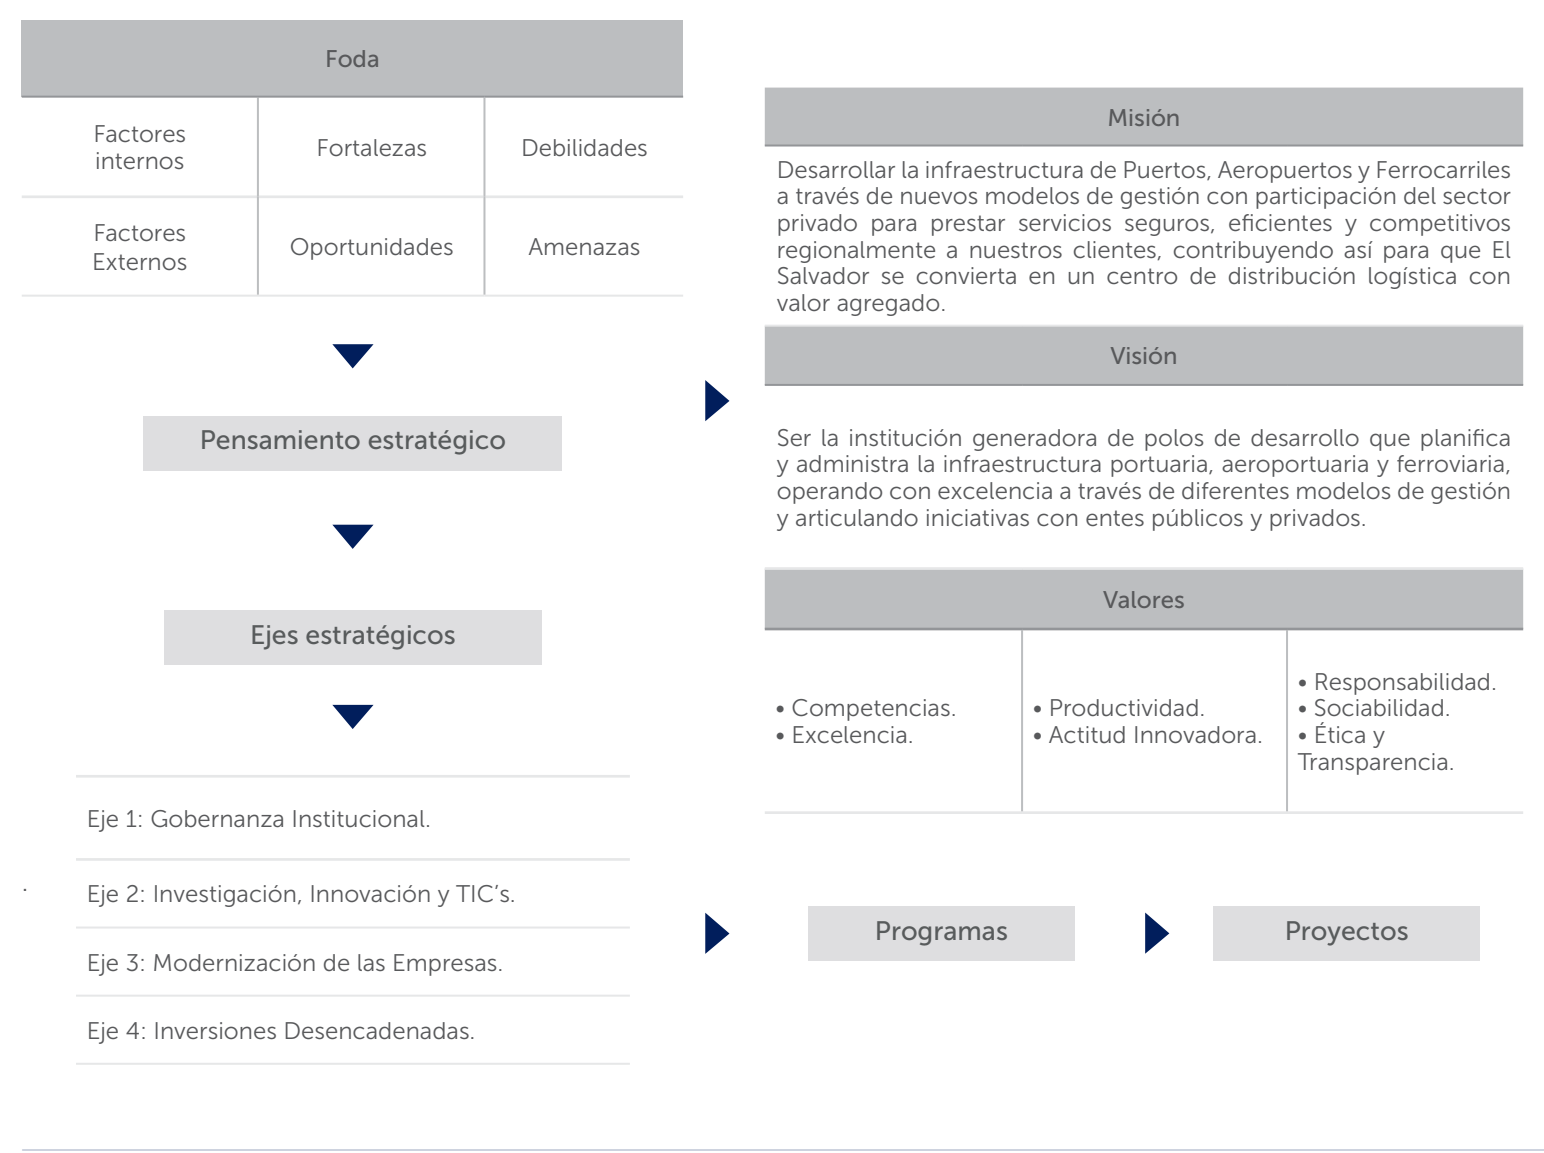 Foda
Factores
internos
Fortalezas
Debilidades
Factores
Externos
Oportunidades
Amenazas
Pensamiento estratégico
Ejes estratégicos
Eje 1: Gobernanza Institucional.
Eje 2: Investigación, Innovación y TIC’s.
Eje 3: Modernización de las Empresas.
Eje 4: Inversiones Desencadenadas.
Misión
Desarrollar la infraestructura de Puertos, Aeropuertos y Ferrocarriles
a través de nuevos modelos de gestión con participación del sector
privado para prestar servicios seguros, eficientes y competitivos
regionalmente a nuestros clientes, contribuyendo así para que El
Salvador se convierta en un centro de distribución logística con
valor agregado.
Visión
Ser la institución generadora de polos de desarrollo que planifica
y administra la infraestructura portuaria, aeroportuaria y ferroviaria,
operando con excelencia a través de diferentes modelos de gestión
y articulando iniciativas con entes públicos y privados.
Valores
• Competencias.
• Excelencia.
• Productividad.
• Actitud Innovadora.
• Responsabilidad.
• Sociabilidad.
• Ética y
Transparencia.
Programas
Proyectos